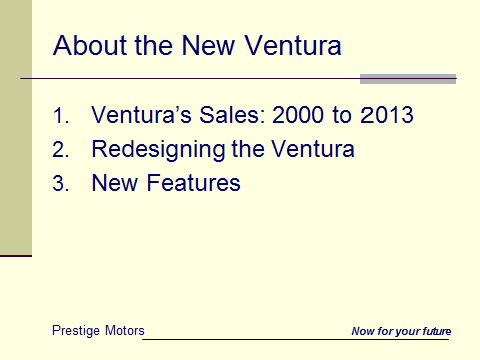 About the New Ventura
1. Ventura's Sales: 2000 to 2013
2. Redesigning the Ventura
3. New Features
Prestige Motors
Now for your future